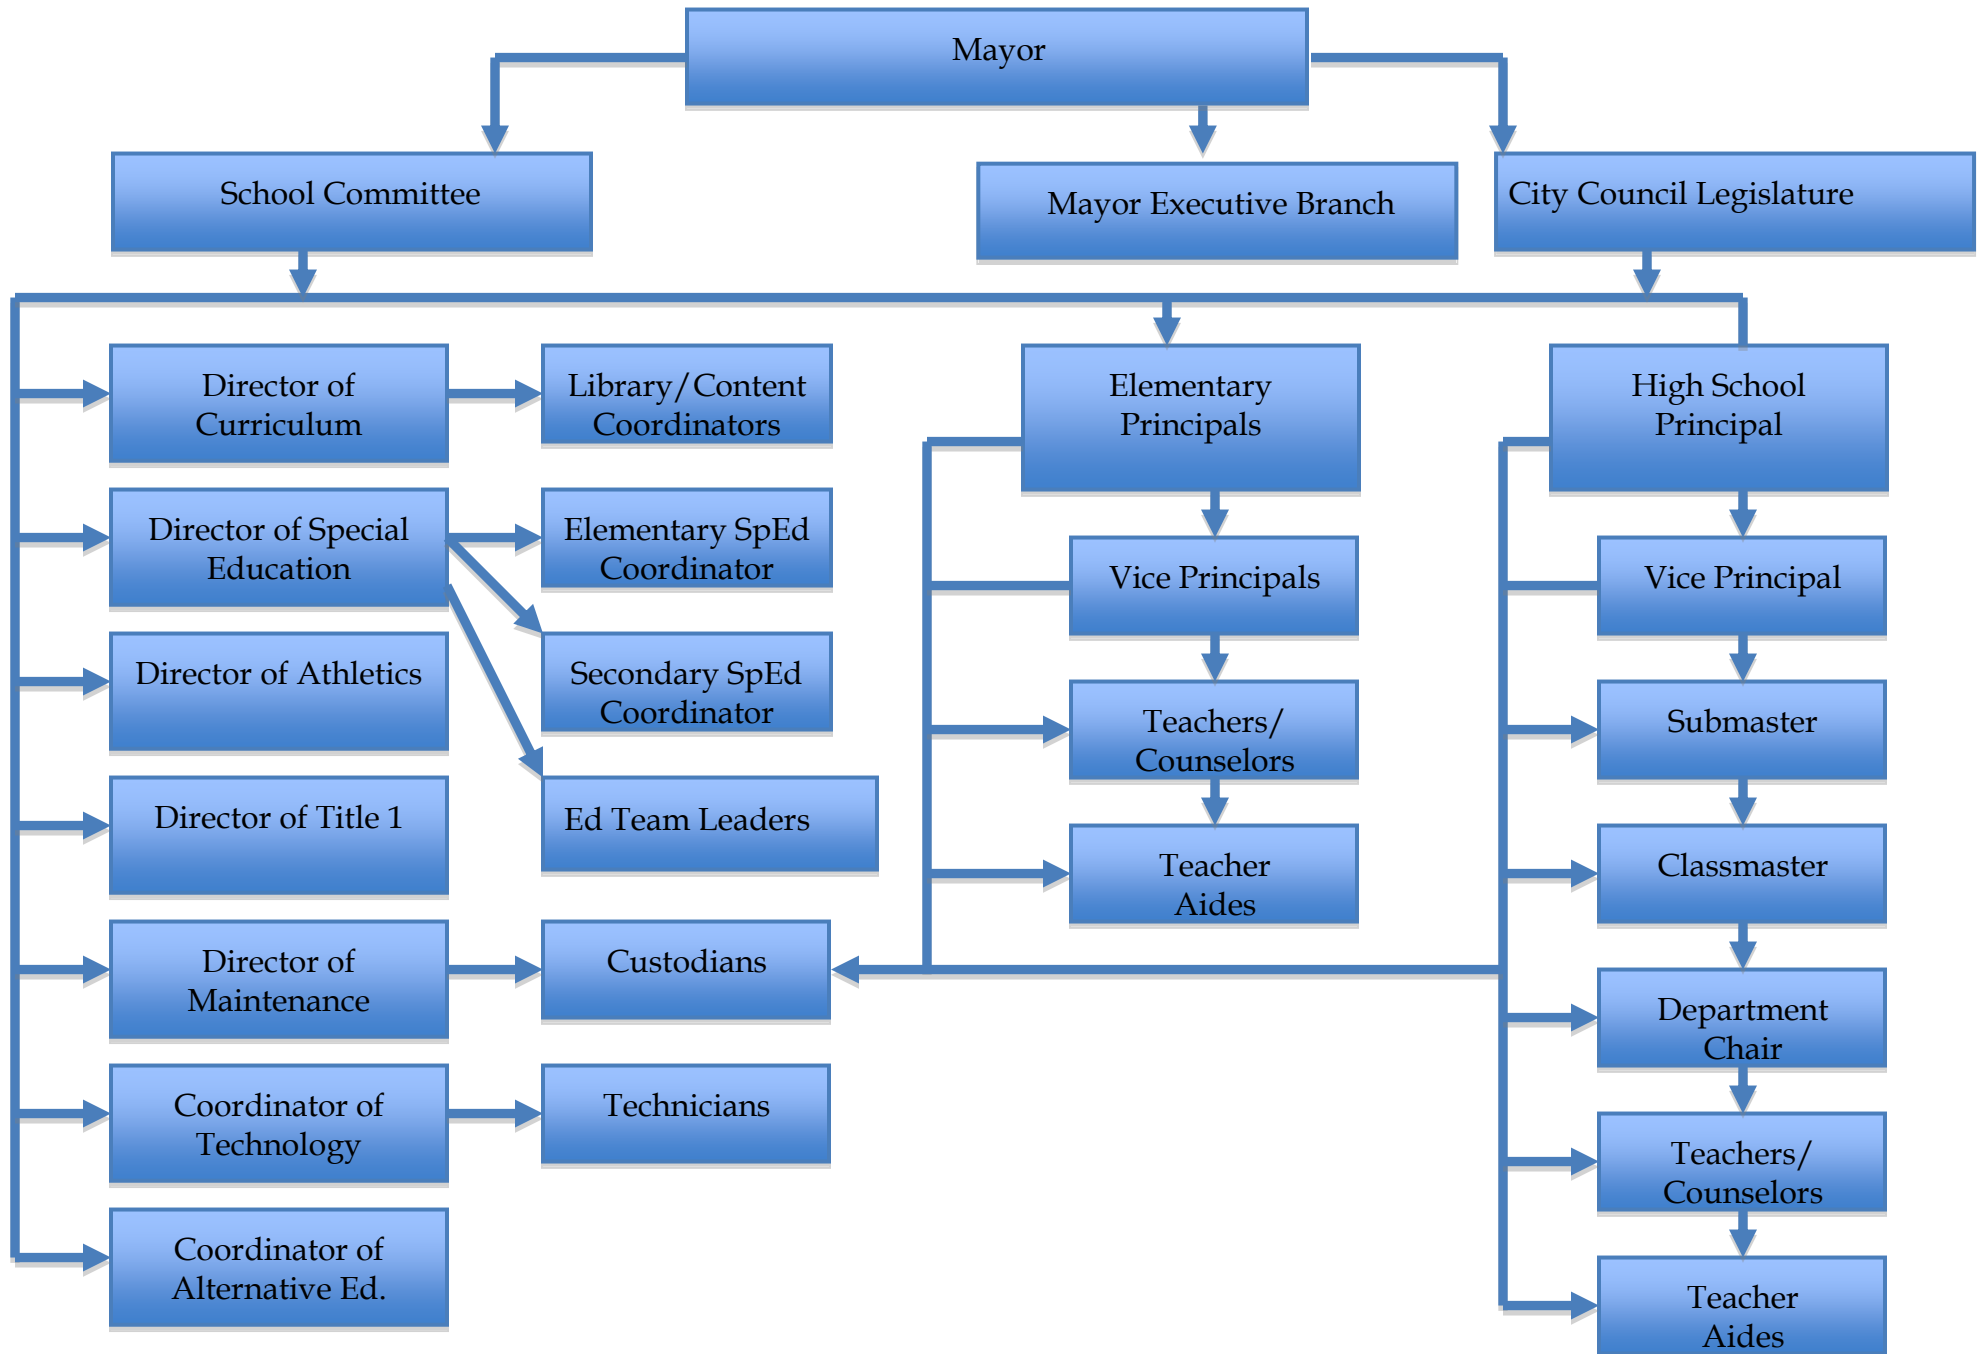 Mayor
School Committee
Mayor Executive Branch
City Council Legislature
Director of
Curriculum
Library/Content
Coordinators
Elementary
Principals
High School
Principal
Director of Special
Education
Elementary SpEd
Coordinator
Vice Principals
Vice Principal
Director of Athletics
Secondary SpEd
Coordinator
Teachers/
Counselors
Submaster
Director of Title 1
Ed Team Leaders
Teacher
Aides
Classmaster
Director of
Maintenance
Custodians
Department
Chair
Coordinator of
Technology
Technicians
Teachers/
Counselors
Coordinator of
Alternative Ed.
Teacher
Aides